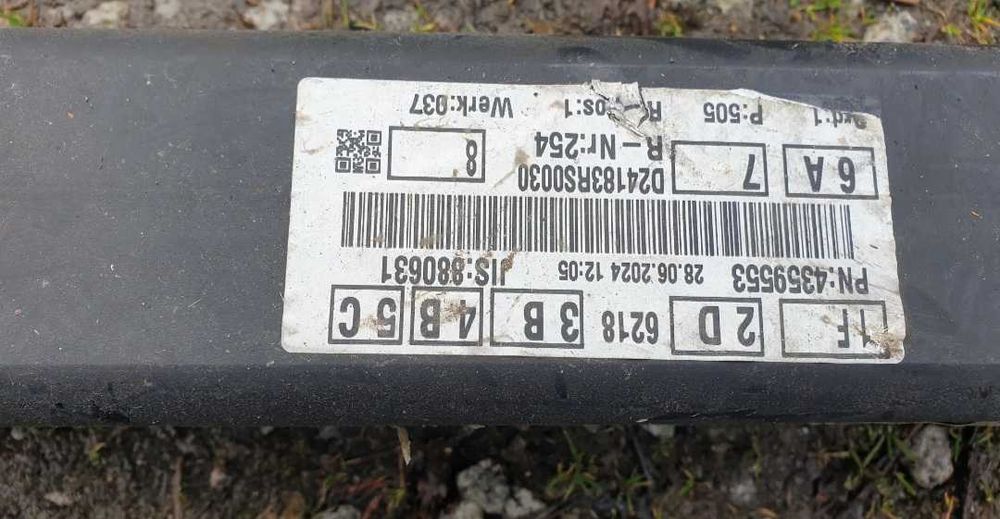 1F 2D 6218 3B 4B 5C
PN:43595553 28.06.2024 12:05 JIS:880631
D24183RS0030
6A 7 R-Nr:254 8
P:505 Werk:037